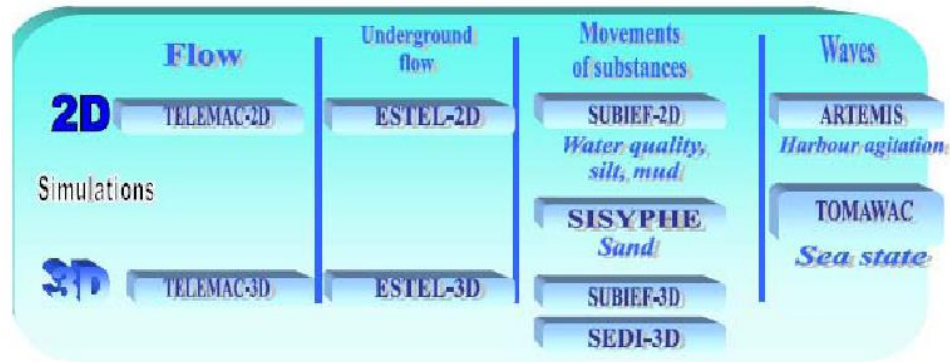 Flow
Underground
flow
Movements
of substances
Waves
2D
TELEMAC-2D
ESTEL-2D
SUBIEF-2D
Water quality,
silt, mud
ARTEMIS
Harbour agitation
Simulations
SISYPHE
Sand
TOMAWAC
Sea state
3D
TELEMAC-3D
ESTEL-3D
SUBIEF-3D
SEDI-3D